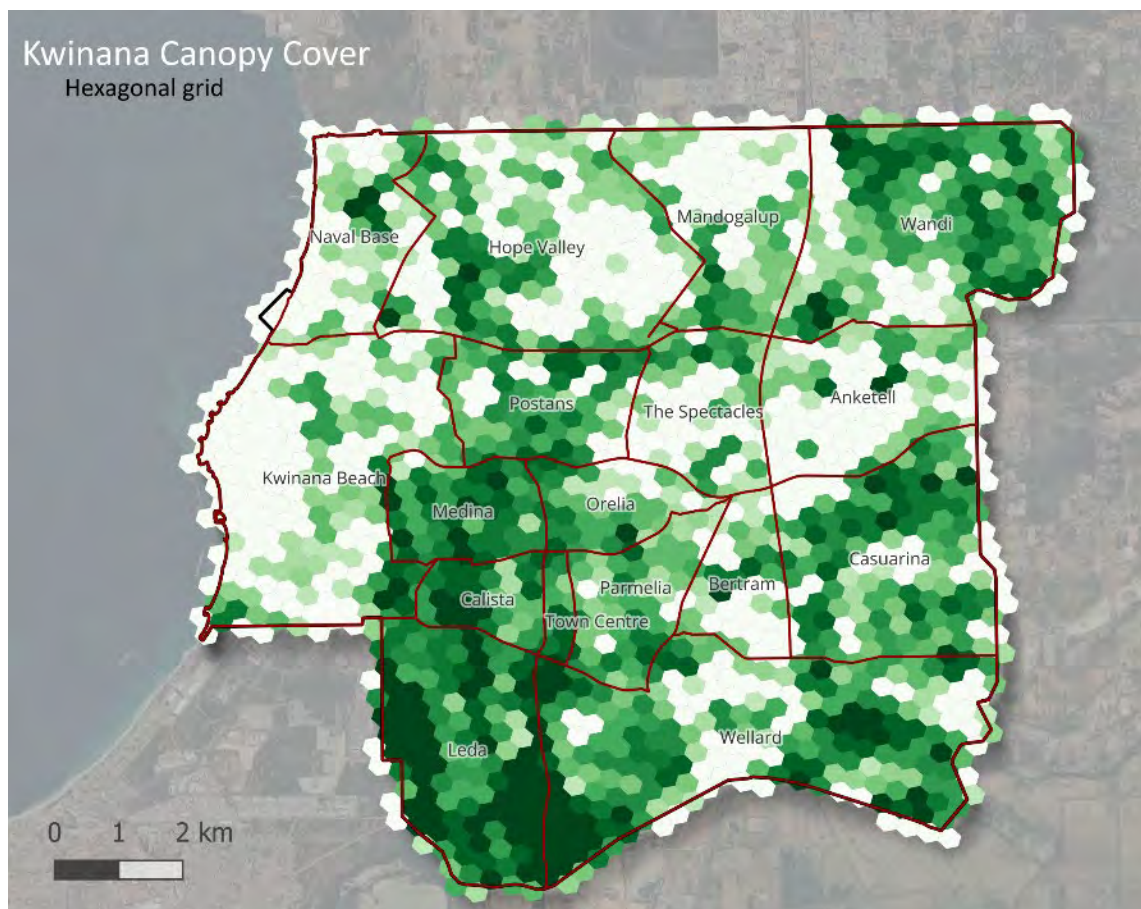 Kwinana Canopy Cover
Hexagonal grid
Mandogalup
Wandi
Naval Base
Hope Valley
Postans
The Spectacles
Anketell
Kwinana Beach
Medina
Orelia
Casuarina
Calista
Parmelia
Bertram
Town Centre
Leda
Wellard
0 1 2 km